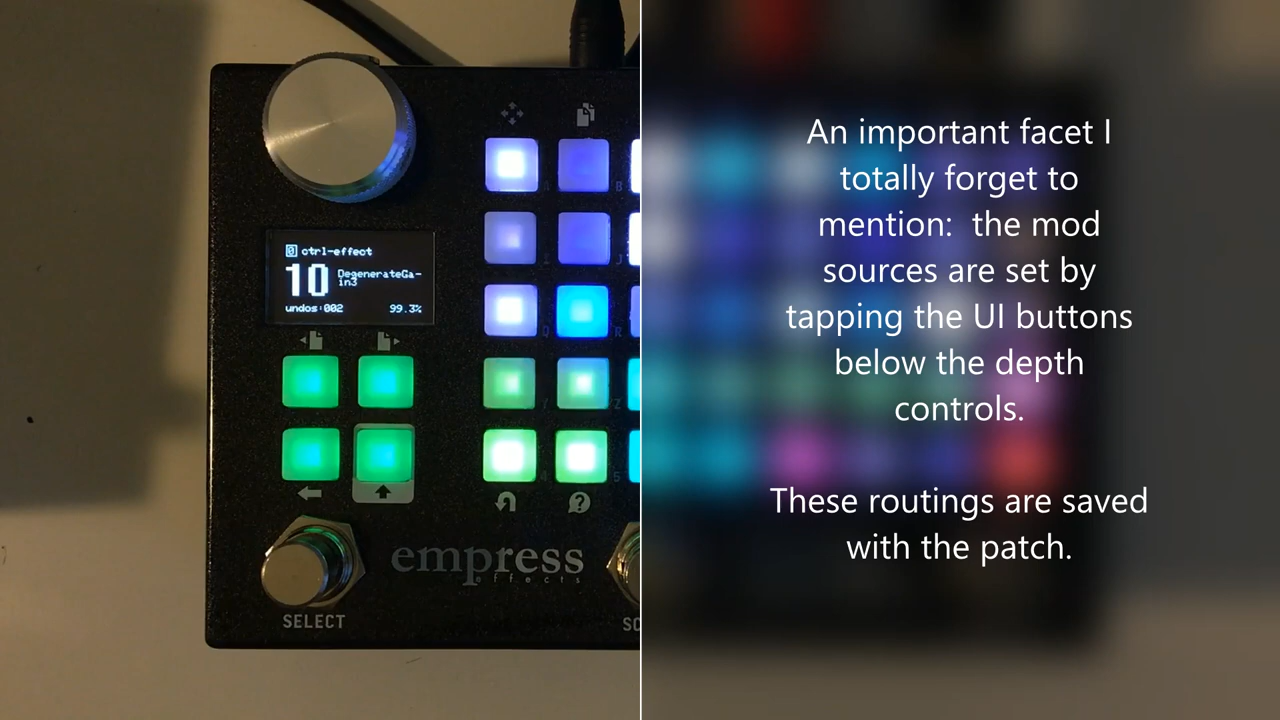 0 ctrl-effect
10 DegenerateGa-
in3
undos:002 99.3%
empress
effects
SELECT
SC
An important facet I
totally forget to
mention:  the mod
sources are set by
tapping the UI buttons
below the depth
controls.
These routings are saved
with the patch.